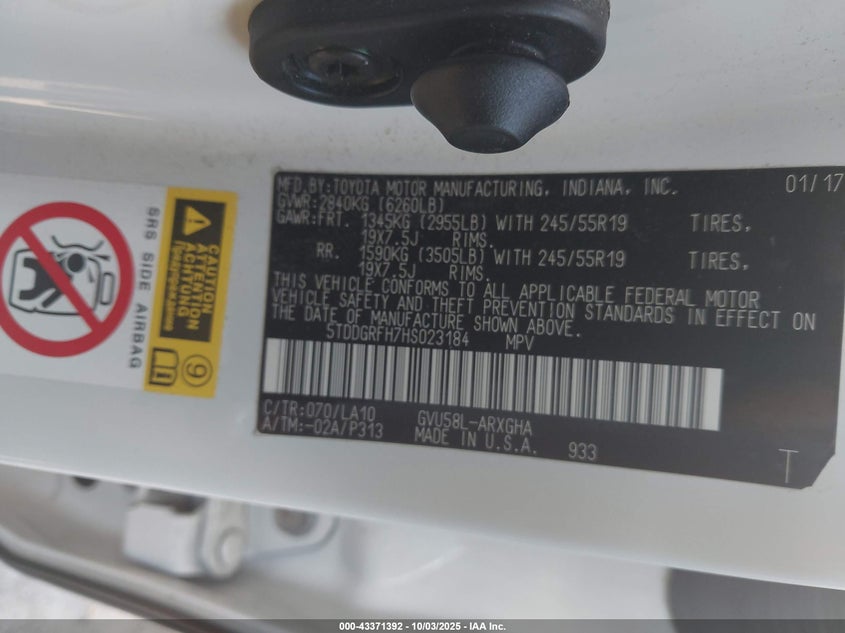 MFD.BY:TOYOTA MOTOR MANUFACTURING, INDIANA, INC. 01/17
GVWR: 2840KG (6260LB)
GAWR:FRT. 1345KG (2955LB) WITH 245/55R19 TIRES,
19X7.5J RIMS.
RR. 1590KG (3505LB) WITH 245/55R19 TIRES,
19X7.5J RIMS.
THIS VEHICLE CONFORMS TO ALL APPLICABLE FEDERAL MOTOR
VEHICLE SAFETY AND THEFT PREVENTION STANDARDS IN EFFECT ON
THE DATE OF MANUFACTURE SHOWN ABOVE.
5TDDGRFH7HS023184 MPV
C/TR:070/LA10 GVU58L-ARXGHA
A/TM:-02A/P313 MADE IN U.S.A. 933
T
SRS SIDE AIRBAG
CAUTION
ATTENTION
ACHTUNG
Предупреждение
9
000-43371392 - 10/03/2025 - IAA Inc.